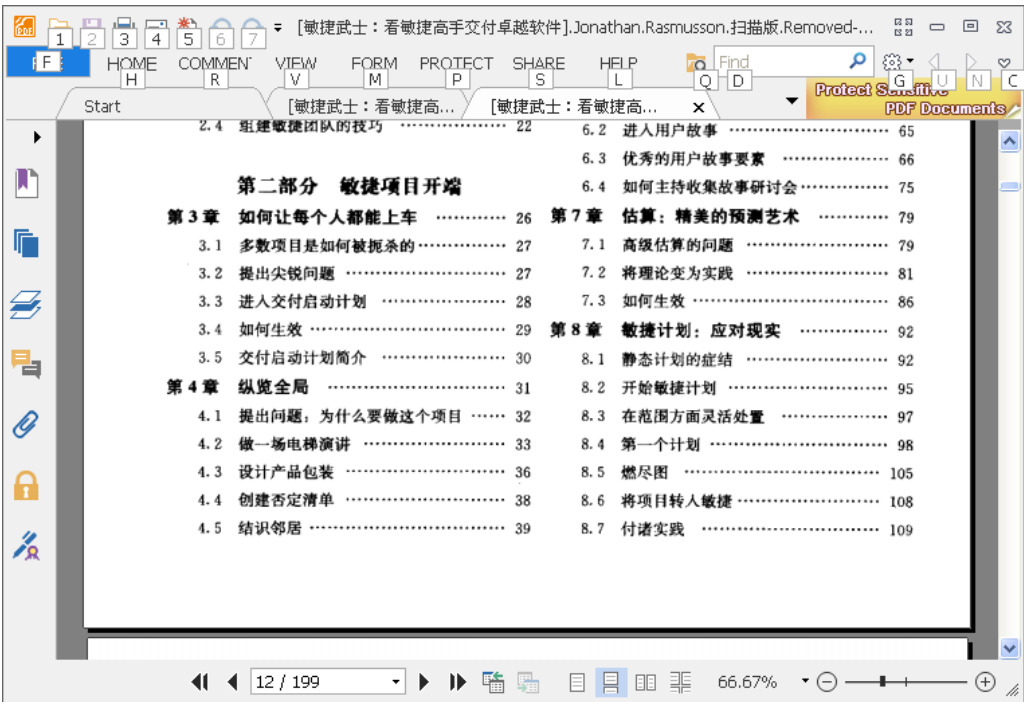 [敏捷武士：看敏捷高手交付卓越软件].Jonathan.Rasmusson.扫描版.Removed-...
1 2 3 4 5 6 7
F
HOME COMMENT VIEW FORM PROTECT SHARE HELP
Find
H R V M P S L Q D G U N C
Start
[敏捷武士：看敏捷高...
[敏捷武士：看敏捷高...
Protect Sensitive
PDF Documents
2.4 组建敏捷团队的技巧 ………… 22
第二部分 敏捷项目开端
第3章 如何让每个人都能上车 ………… 26
3.1 多数项目是如何被扼杀的 ………… 27
3.2 提出尖锐问题 ………… 27
3.3 进入交付启动计划 ………… 28
3.4 如何生效 ………… 29
3.5 交付启动计划简介 ………… 30
第4章 纵览全局 ………… 31
4.1 提出问题：为什么要做这个项目 …… 32
4.2 做一场电梯演讲 ………… 33
4.3 设计产品包装 ………… 36
4.4 创建否定清单 ………… 38
4.5 结识邻居 ………… 39
6.2 进入用户故事 ………… 65
6.3 优秀的用户故事要素 ………… 66
6.4 如何主持收集故事研讨会 ………… 75
第7章 估算：精美的预测艺术 ………… 79
7.1 高级估算的问题 ………… 79
7.2 将理论变为实践 ………… 81
7.3 如何生效 ………… 86
第8章 敏捷计划：应对现实 ………… 92
8.1 静态计划的症结 ………… 92
8.2 开始敏捷计划 ………… 95
8.3 在范围方面灵活处置 ………… 97
8.4 第一个计划 ………… 98
8.5 燃尽图 ………… 105
8.6 将项目转入敏捷 ………… 108
8.7 付诸实践 ………… 109
12 / 199
66.67%